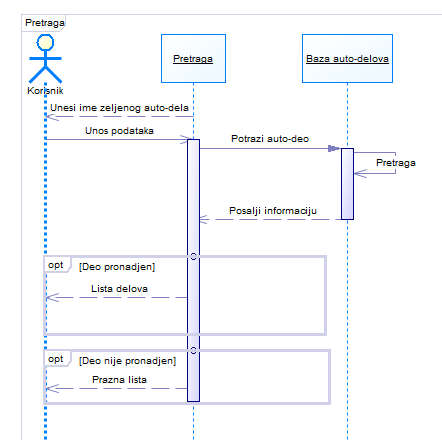 Pretraga
Korisnik
Pretraga
Baza auto-delova
Unesi ime zeljenog auto-dela
Unos podataka
Potrazi auto-deo
Pretraga
Posalji informaciju
opt [Deo pronadjen]
Lista delova
opt [Deo nije pronadjen]
Prazna lista